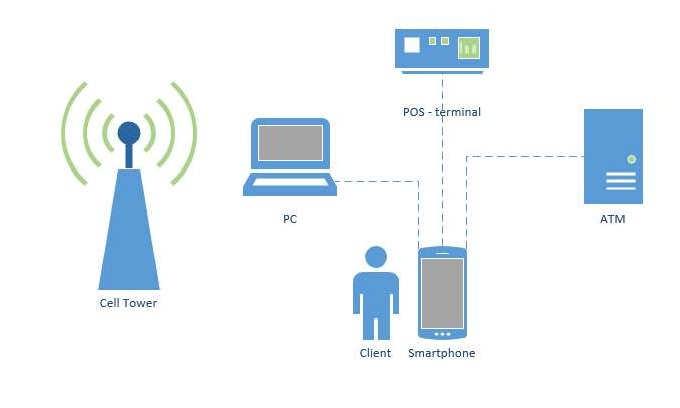 POS - terminal
PC
ATM
Cell Tower
Client
Smartphone